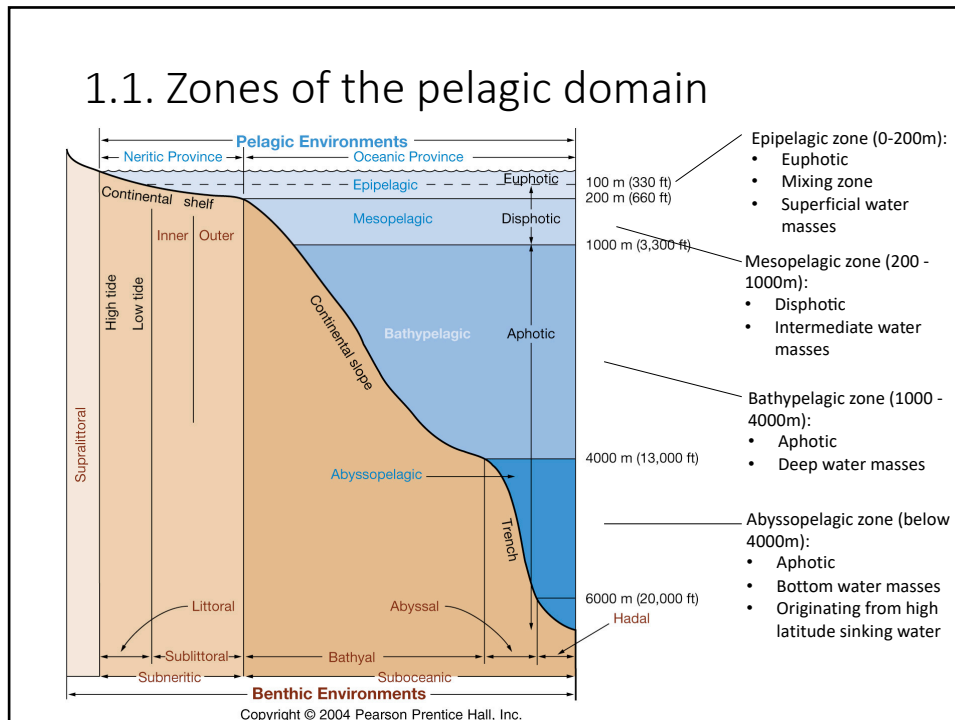 1.1. Zones of the pelagic domain
Pelagic Environments
Neritic Province
Oceanic Province
Epipelagic
Euphotic
100 m (330 ft)
200 m (660 ft)
Continental shelf
Mesopelagic
Disphotic
1000 m (3,300 ft)
Inner
Outer
High tide
Low tide
Continental slope
Bathypelagic
Aphotic
Supralittoral
4000 m (13,000 ft)
Abyssopelagic
Trench
6000 m (20,000 ft)
Littoral
Abyssal
Hadal
Sublittoral
Bathyal
Subneritic
Suboceanic
Benthic Environments
Copyright © 2004 Pearson Prentice Hall, Inc.
Epipelagic zone (0-200m):
• Euphotic
• Mixing zone
• Superficial water
masses
Mesopelagic zone (200 -
1000m):
• Disphotic
• Intermediate water
masses
Bathypelagic zone (1000 -
4000m):
• Aphotic
• Deep water masses
Abyssopelagic zone (below
4000m):
• Aphotic
• Bottom water masses
• Originating from high
latitude sinking water